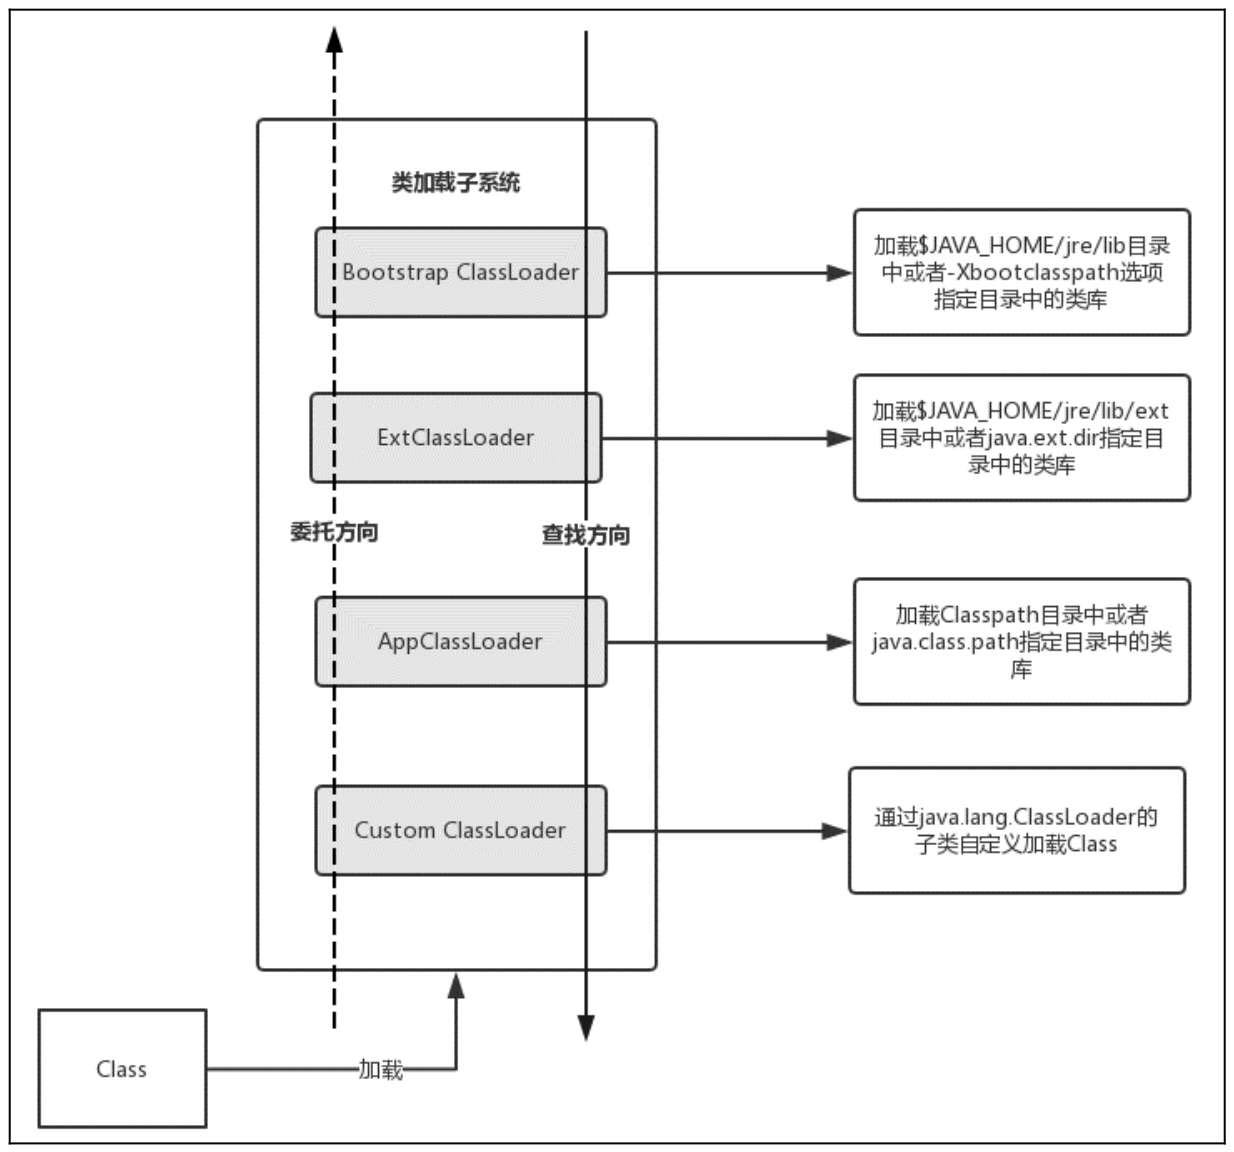 类加载子系统
Bootstrap ClassLoader
加载$JAVA_HOME/jre/lib目录
中或者-Xbootclasspath选项
指定目录中的类库
ExtClassLoader
加载$JAVA_HOME/jre/lib/ext
目录中或者java.ext.dir指定目
录中的类库
委托方向
查找方向
AppClassLoader
加载Classpath目录中或者
java.class.path指定目录中的类
库
Custom ClassLoader
通过java.lang.ClassLoader的
子类自定义加载Class
Class
加载